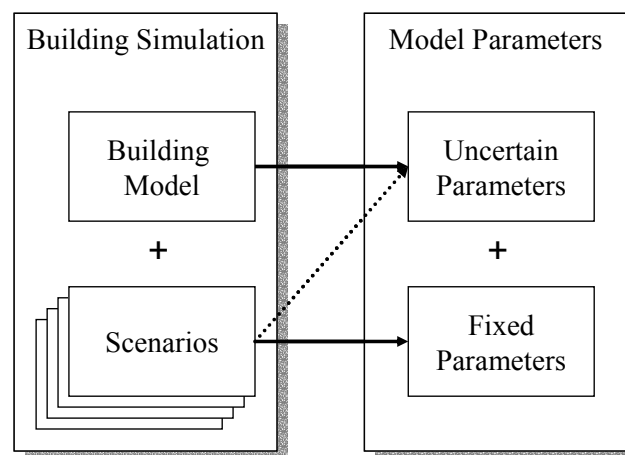 Building Simulation
Model Parameters
Building
Model
Uncertain
Parameters
+
+
Scenarios
Fixed
Parameters